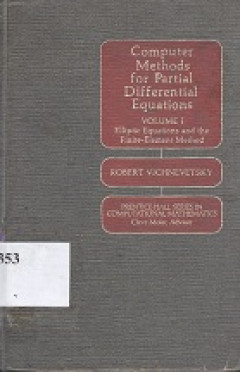 Computer
Methods
for Partial
Differential
Equations
VOLUME I
Elliptic Equations and the
Finite-Element Method
ROBERT VICHNEVETSKY
PRENTICE-HALL SERIES IN
COMPUTATIONAL MATHEMATICS
Cleve Moler, Advisor
353